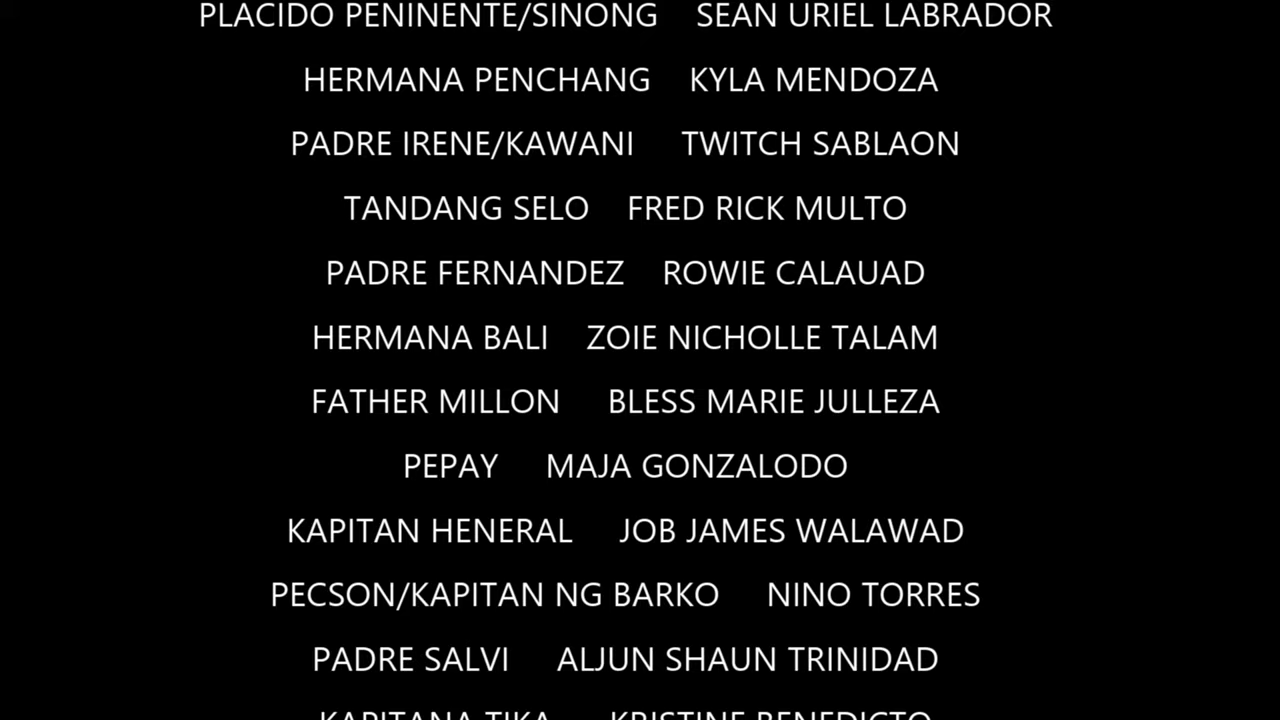 PLACIDO PENINENTE/SINONG SEAN URIEL LABRADOR
HERMANA PENCHANG KYLA MENDOZA
PADRE IRENE/KAWANI TWITCH SABLAON
TANDANG SELO FRED RICK MULTO
PADRE FERNANDEZ ROWIE CALAUAD
HERMANA BALI ZOIE NICHOLLE TALAM
FATHER MILLON BLESS MARIE JULLEZA
PEPAY MAJA GONZALODO
KAPITAN HENERAL JOB JAMES WALAWAD
PECSON/KAPITAN NG BARKO NINO TORRES
PADRE SALVI ALJUN SHAUN TRINIDAD
KAPITANA TIKA KRISTINE BENEDICTO